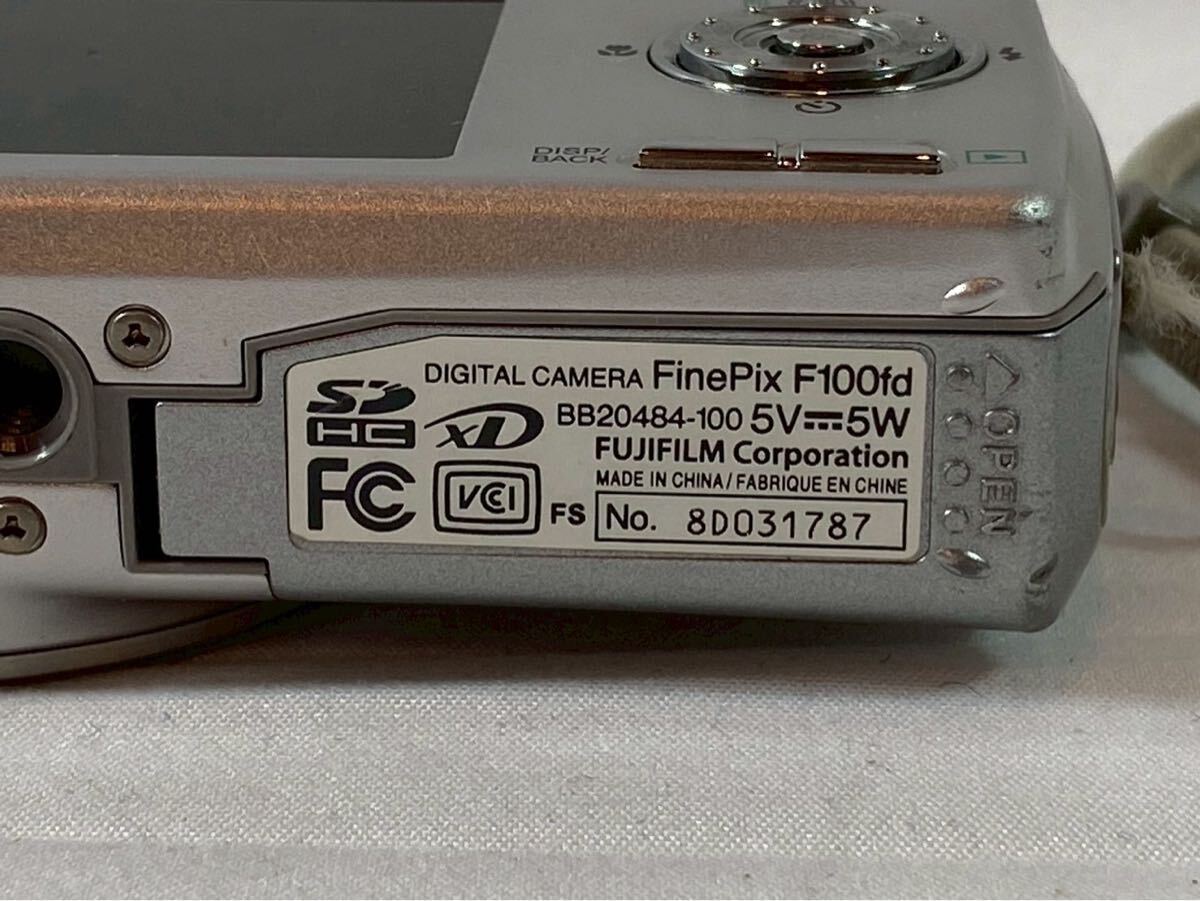 DISP/
BACK
DIGITAL CAMERA FinePix F100fd
SD
HC
xD
BB20484-100 5V⎓5W
FUJIFILM Corporation
MADE IN CHINA/FABRIQUE EN CHINE
FC
VCI
FS
No. 8D031787
OPEN